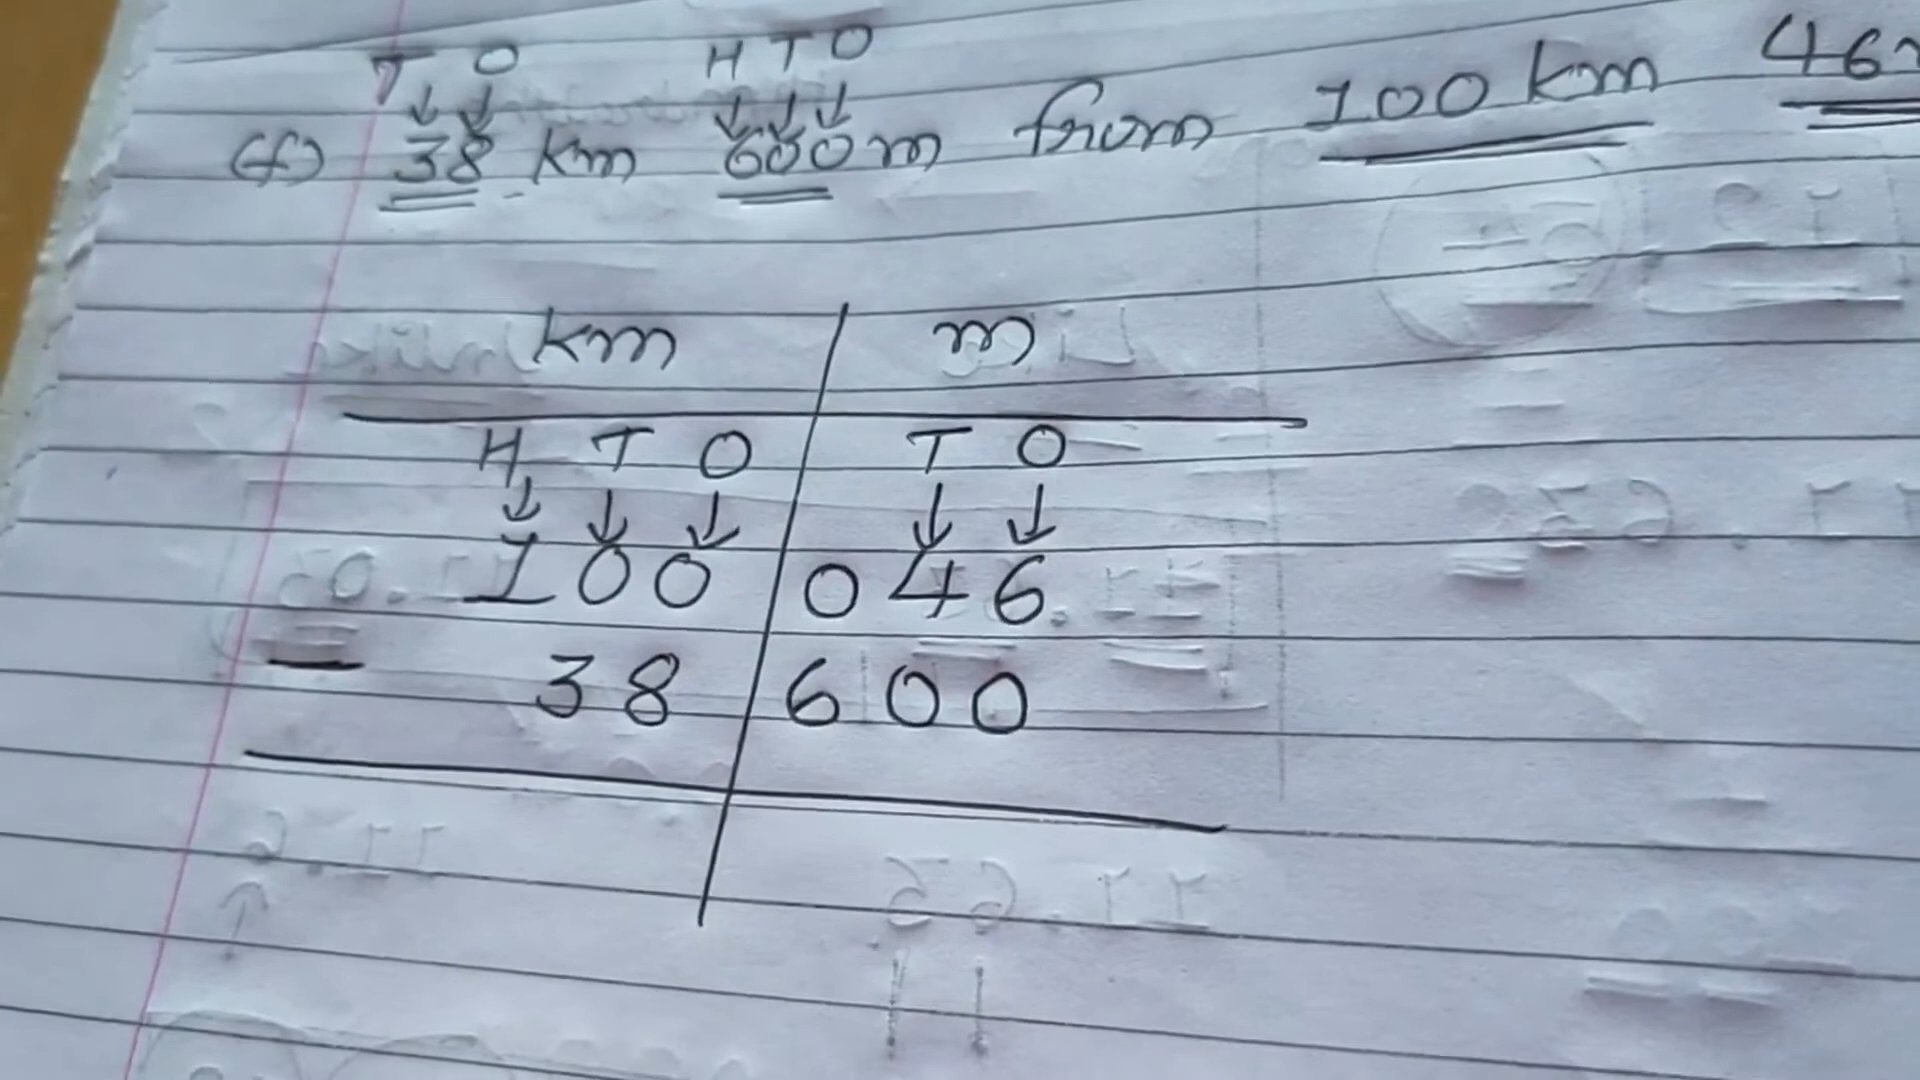 T O H T O
↓ ↓ ↓ ↓ ↓
(f) 38 km 600 m from 100 km 46
km m
H T O T O
↓ ↓ ↓ ↓ ↓
100 046
- 38 600